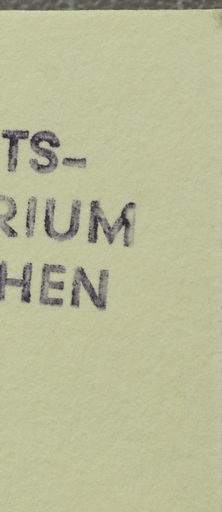 TS-
RIUM
HEN